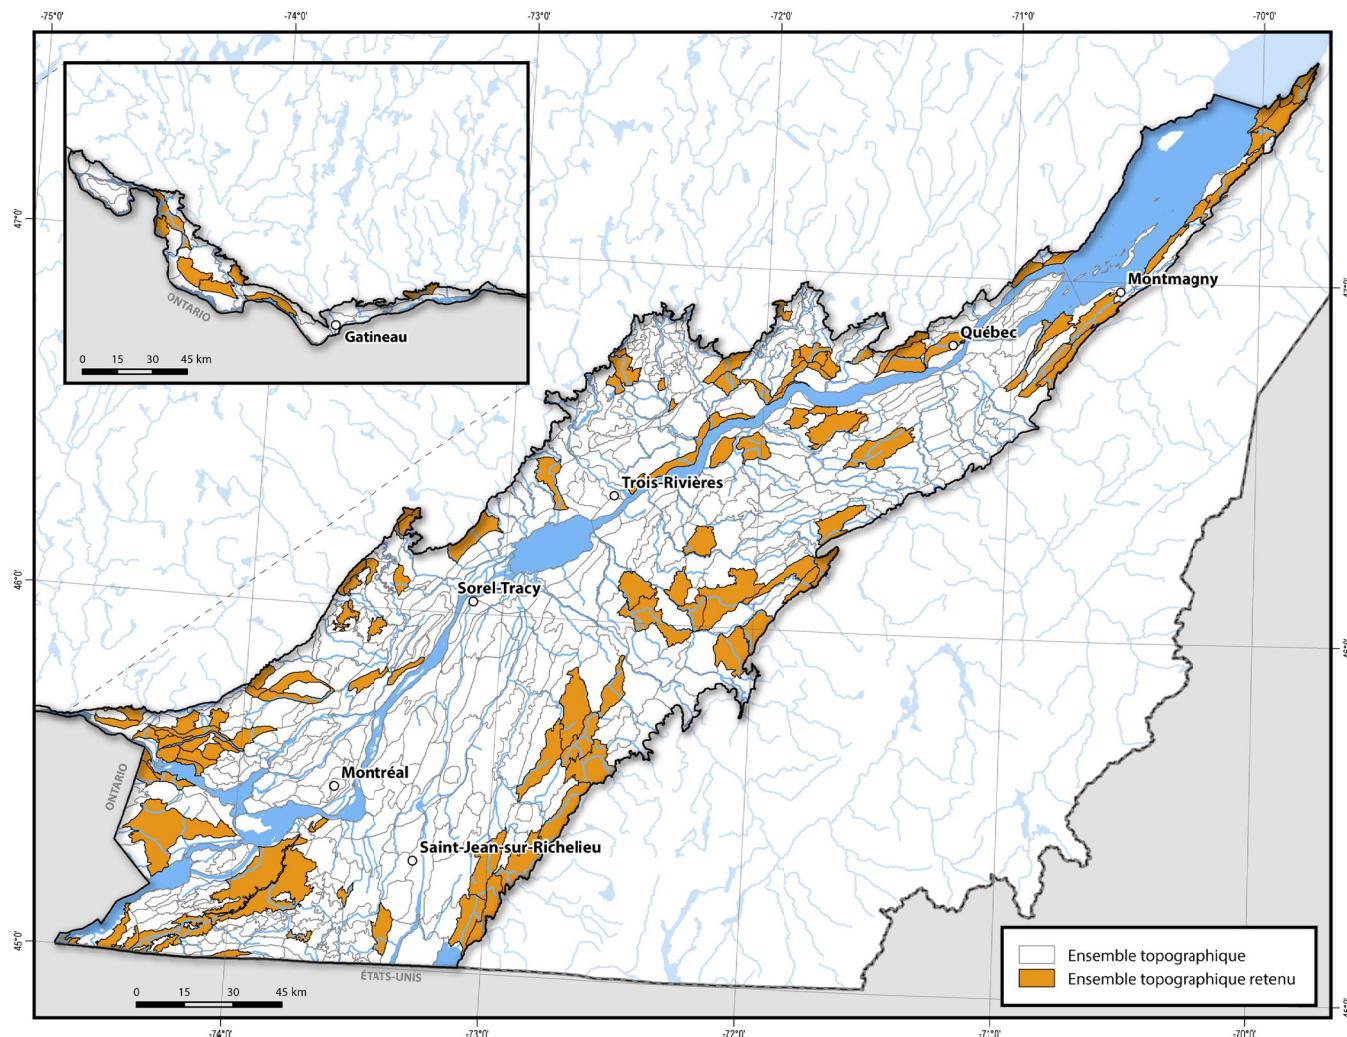 -75°0' -74°0' -73°0' -72°0' -71°0' -70°0'
47°0'
ONTARIO
Gatineau
0 15 30 45 km
Montmagny
Québec
Trois-Rivières
46°0'
Sorel-Tracy
ONTARIO
Montréal
Saint-Jean-sur-Richelieu
45°0'
ÉTATS-UNIS
0 15 30 45 km
Ensemble topographique
Ensemble topographique retenu
-74°0' -73°0' -72°0' -71°0' -70°0'